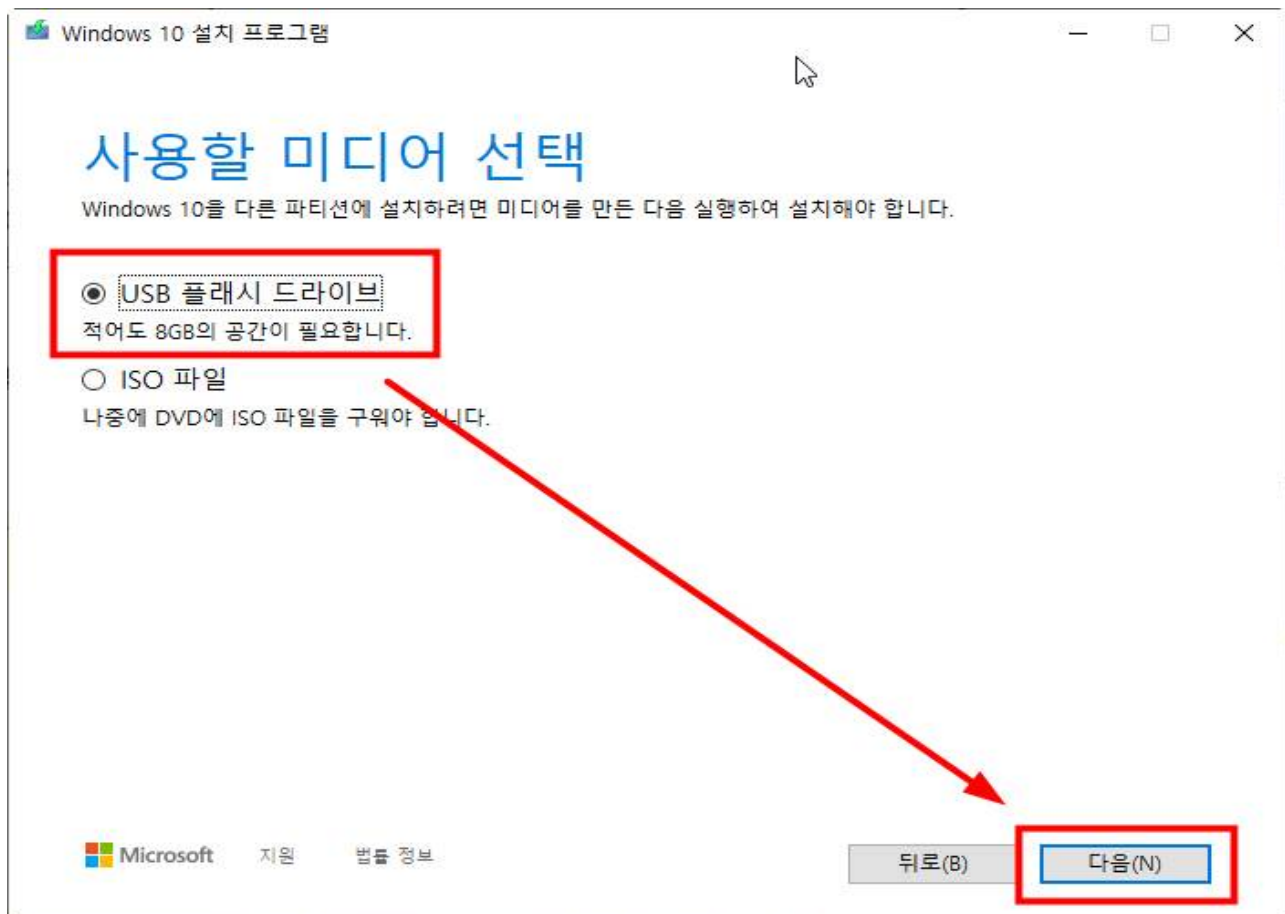 Windows 10 설치 프로그램
사용할 미디어 선택
Windows 10을 다른 파티션에 설치하려면 미디어를 만든 다음 실행하여 설치해야 합니다.
USB 플래시 드라이브
적어도 8GB의 공간이 필요합니다.
ISO 파일
나중에 DVD에 ISO 파일을 구워야 합니다.
Microsoft 지원 법률 정보 뒤로(B) 다음(N)